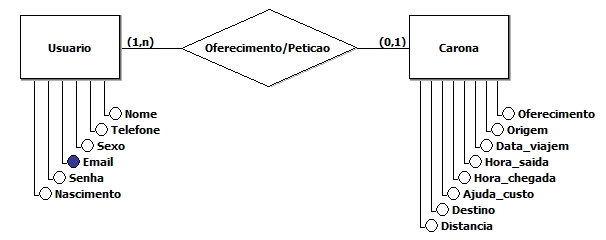 Usuario
(1,n)
Oferecimento/Peticao
(0,1)
Carona
Nome
Telefone
Sexo
Email
Senha
Nascimento
Oferecimento
Origem
Data_viajem
Hora_saida
Hora_chegada
Ajuda_custo
Destino
Distancia